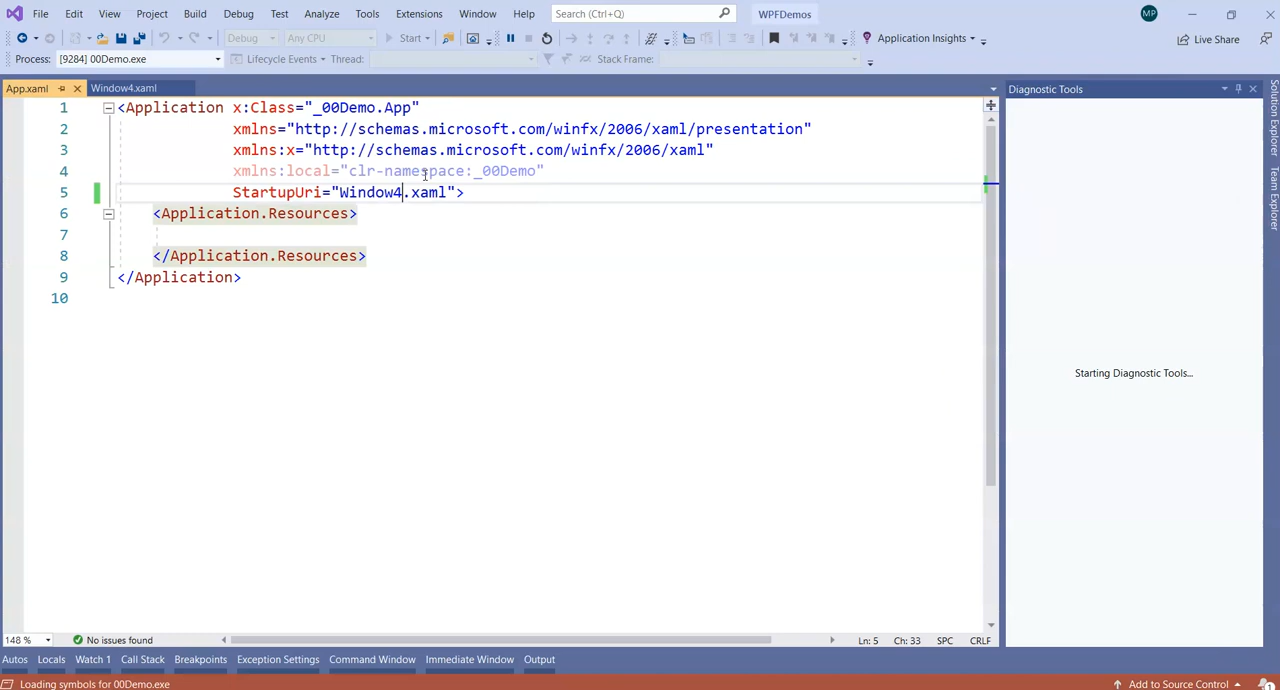 File Edit View Project Build Debug Test Analyze Tools Extensions Window Help Search (Ctrl+Q) WPFDemos MP
Debug Any CPU Start Application Insights Live Share
Process: [9284] 00Demo.exe Lifecycle Events Thread: Stack Frame:
App.xaml Window4.xaml
Diagnostic Tools
1 <Application x:Class="_00Demo.App"
2 xmlns="http://schemas.microsoft.com/winfx/2006/xaml/presentation"
3 xmlns:x="http://schemas.microsoft.com/winfx/2006/xaml"
4 xmlns:local="clr-namespace:_00Demo"
5 StartupUri="Window4.xaml">
6 <Application.Resources>
7
8 </Application.Resources>
9 </Application>
10
Starting Diagnostic Tools...
Solution Explorer
Team Explorer
148 % No issues found Ln: 5 Ch: 33 SPC CRLF
Autos Locals Watch 1 Call Stack Breakpoints Exception Settings Command Window Immediate Window Output
Loading symbols for 00Demo.exe Add to Source Control 1